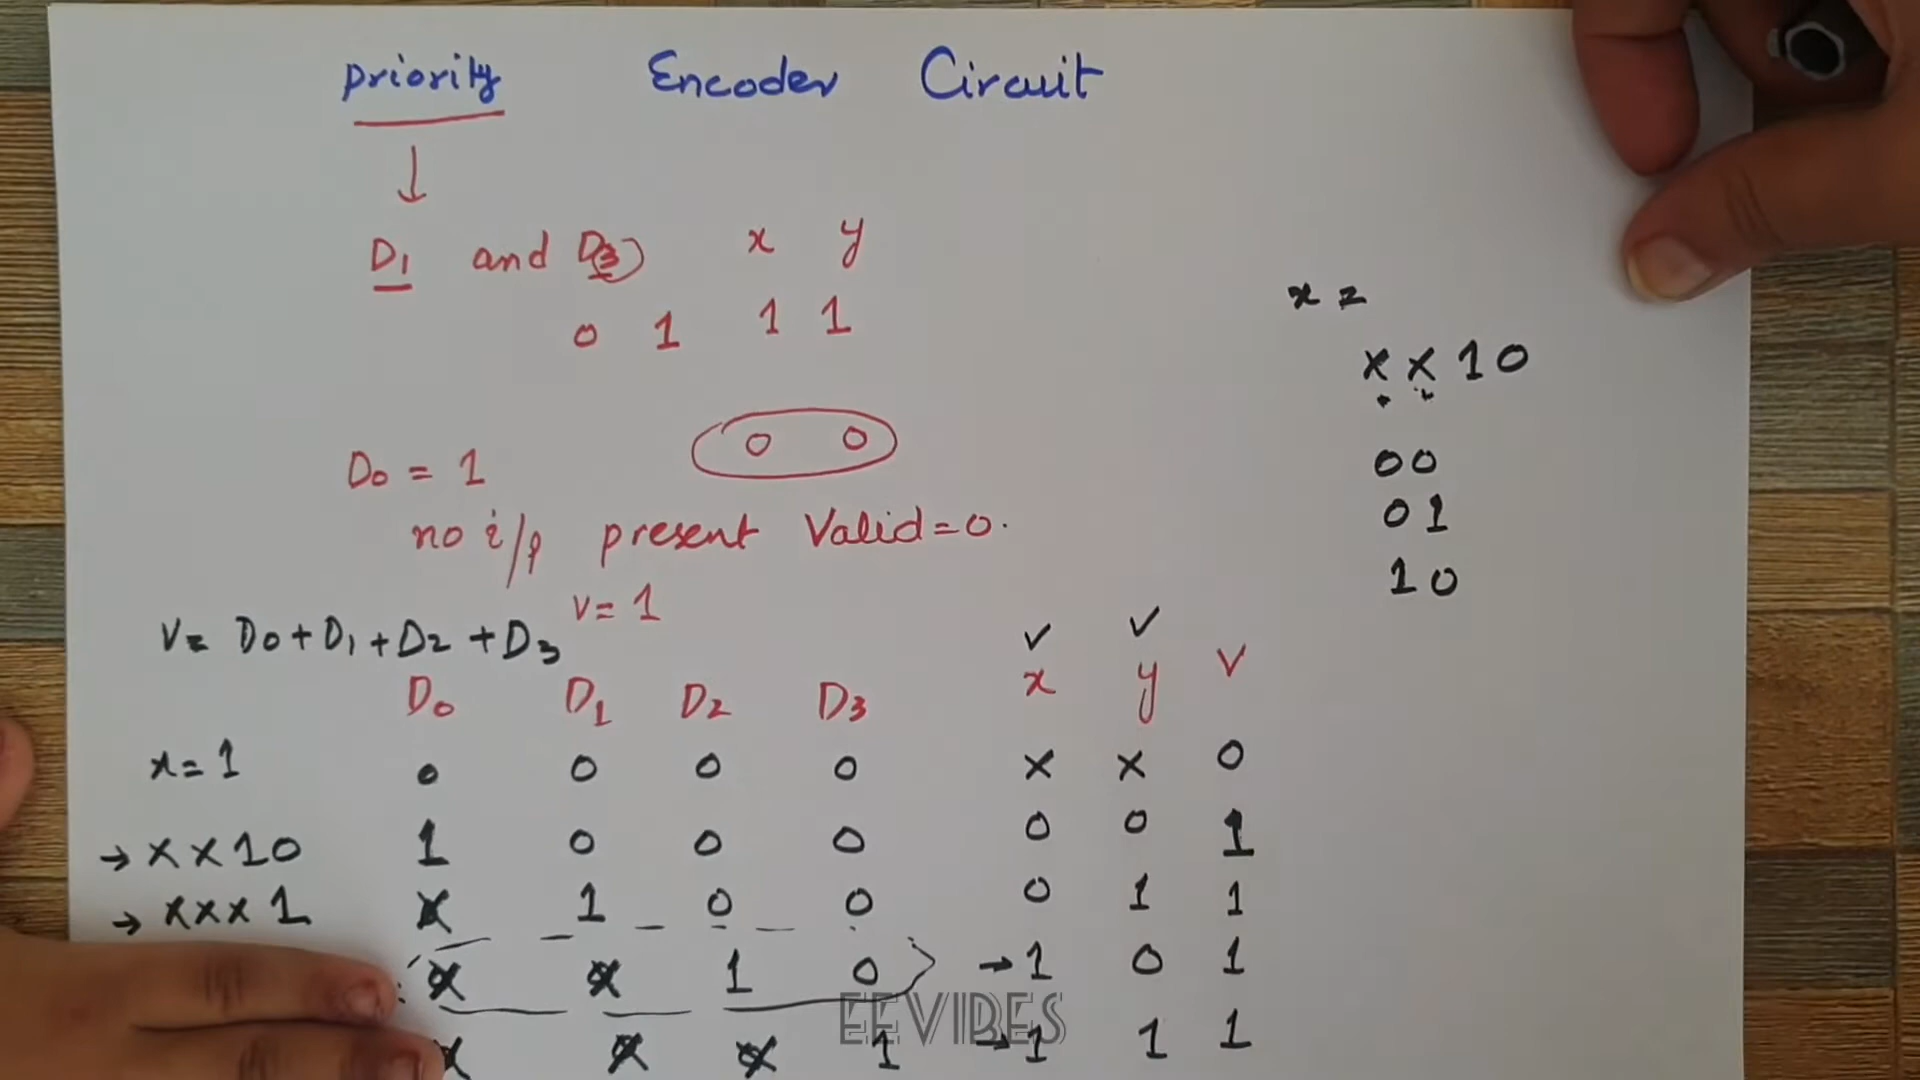 priority Encoder Circuit
↓
D1 and D3 x y
0 1 1 1
x =
x x 1 0
D0 = 1 0 0
0 0
no i/p present Valid = 0.
0 1
1 0
V = 1
V = D0 + D1 + D2 + D3
✓ ✓
D0 D1 D2 D3 x y V
x = 1 0 0 0 0 x x 0
→ x x 1 0 1 0 0 0 0 0 1
→ x x x 1 x 1 0 0 0 1 1
x x 1 0 → 1 0 1
EEVIBES
x x x 1 → 1 1 1